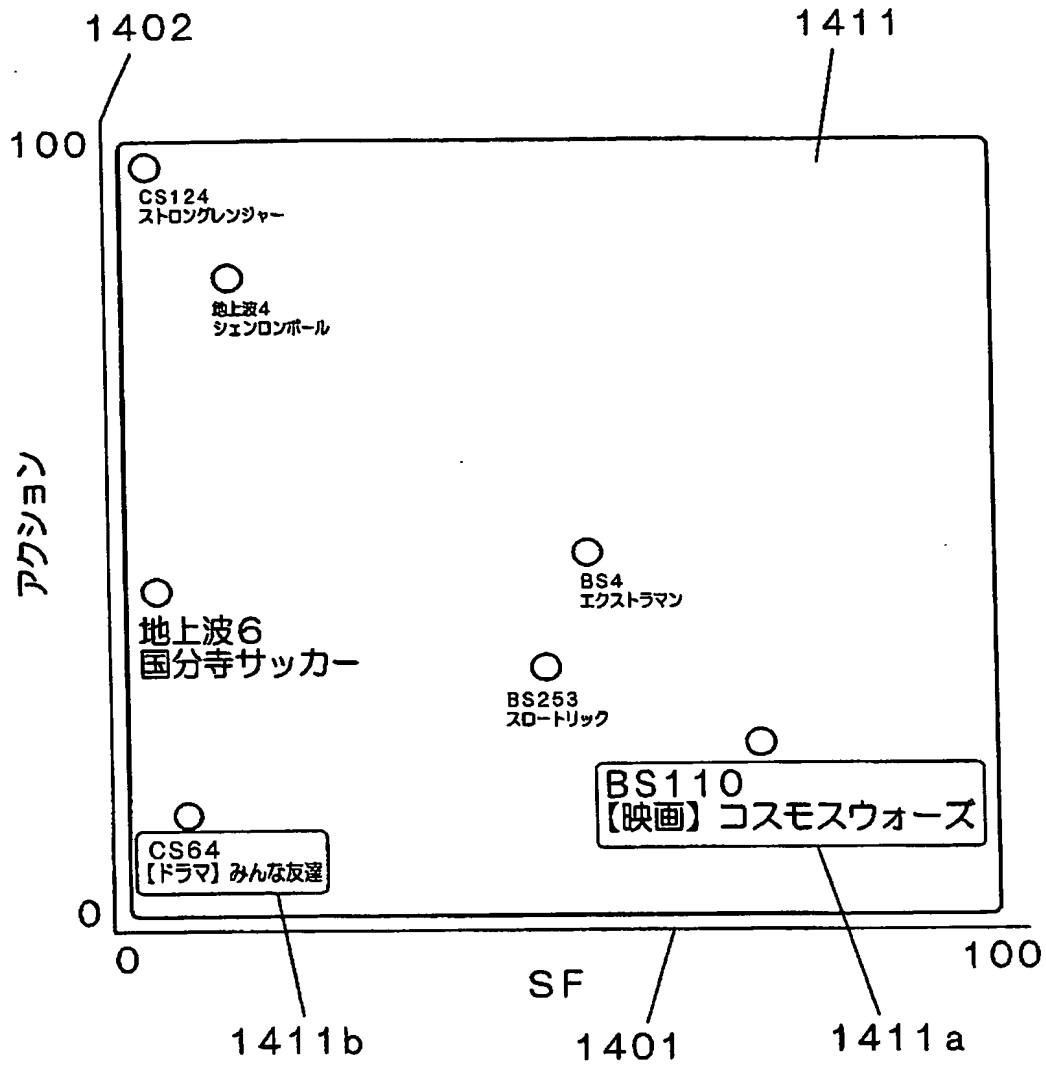 1402
1411
100
CS124
ストロングレンジャー
地上波4
シェンロンボール
アクション
BS4
エクストラマン
地上波6
国分寺サッカー
BS253
スロートリック
BS110
【映画】コスモスウォーズ
CS64
【ドラマ】みんな友達
0
0
100
SF
1411b
1401
1411a